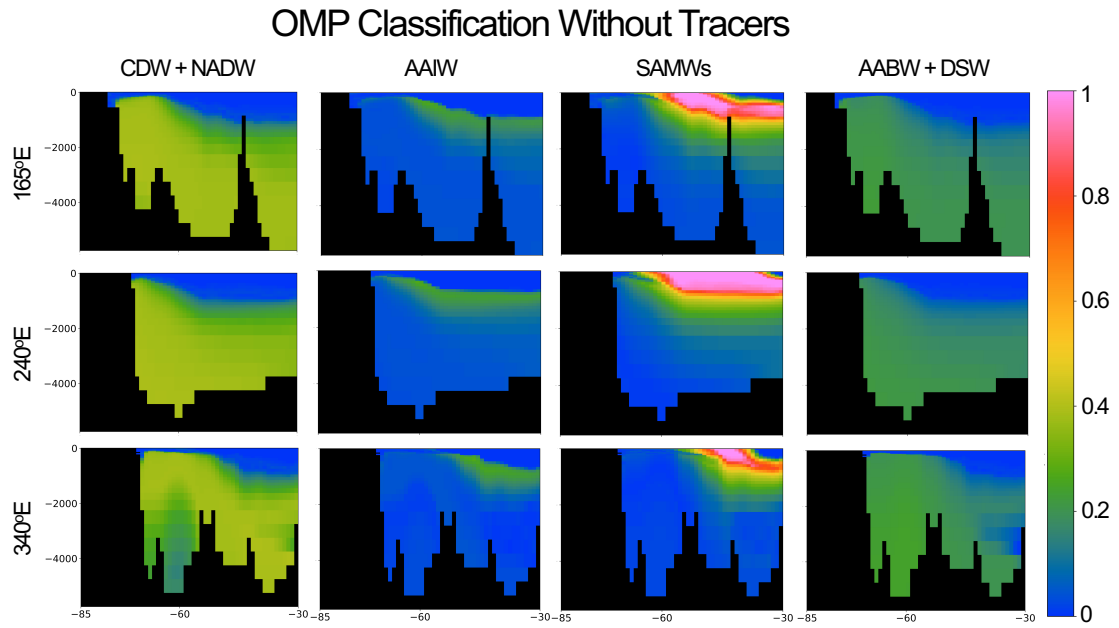 OMP Classification Without Tracers
CDW + NADW AAIW SAMWs AABW + DSW
165ºE
0
−2000
−4000
240ºE
0
−2000
−4000
340ºE
0
−2000
−4000
−85 −60 −30 −85 −60 −30 −85 −60 −30 −85 −60 −30
1
0.8
0.6
0.4
0.2
0